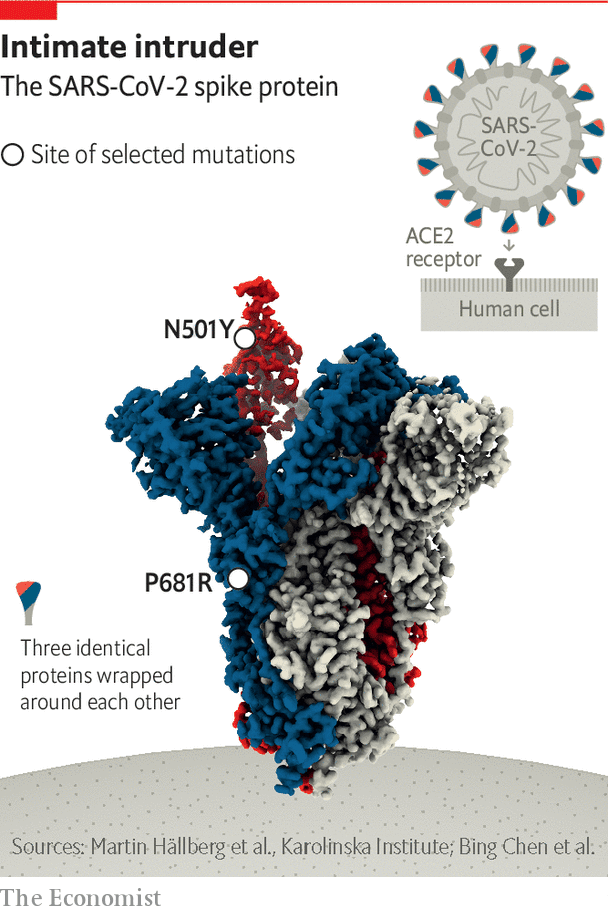 Intimate intruder
The SARS-CoV-2 spike protein
Site of selected mutations
SARS-
CoV-2
ACE2
receptor
Human cell
N501Y
P681R
Three identical
proteins wrapped
around each other
Sources: Martin Hällberg et al., Karolinska Institute; Bing Chen et al.
The Economist